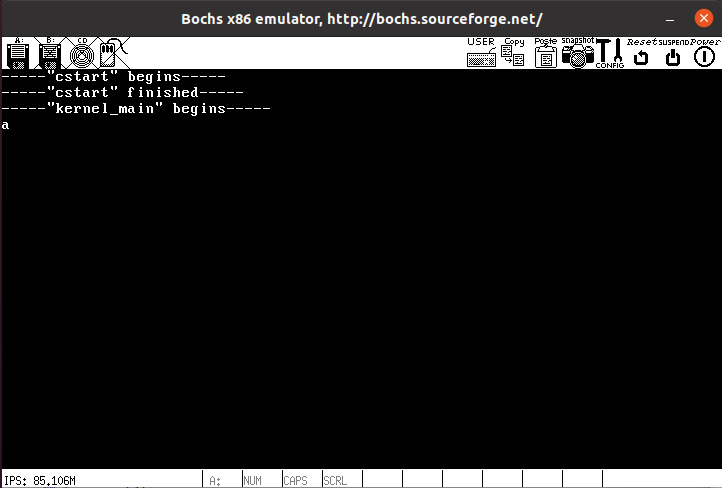 Bochs x86 emulator, http://bochs.sourceforge.net/
A: B: CD USER Copy Paste snapshot CONFIG Reset SUSPEND Power
-----"cstart" begins-----
-----"cstart" finished-----
-----"kernel_main" begins-----
a
IPS: 85.106M A: NUM CAPS SCRL